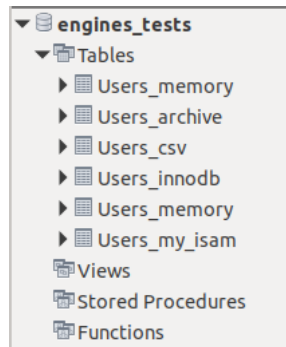 engines_tests
Tables
Users_memory
Users_archive
Users_csv
Users_innodb
Users_memory
Users_my_isam
Views
Stored Procedures
Functions